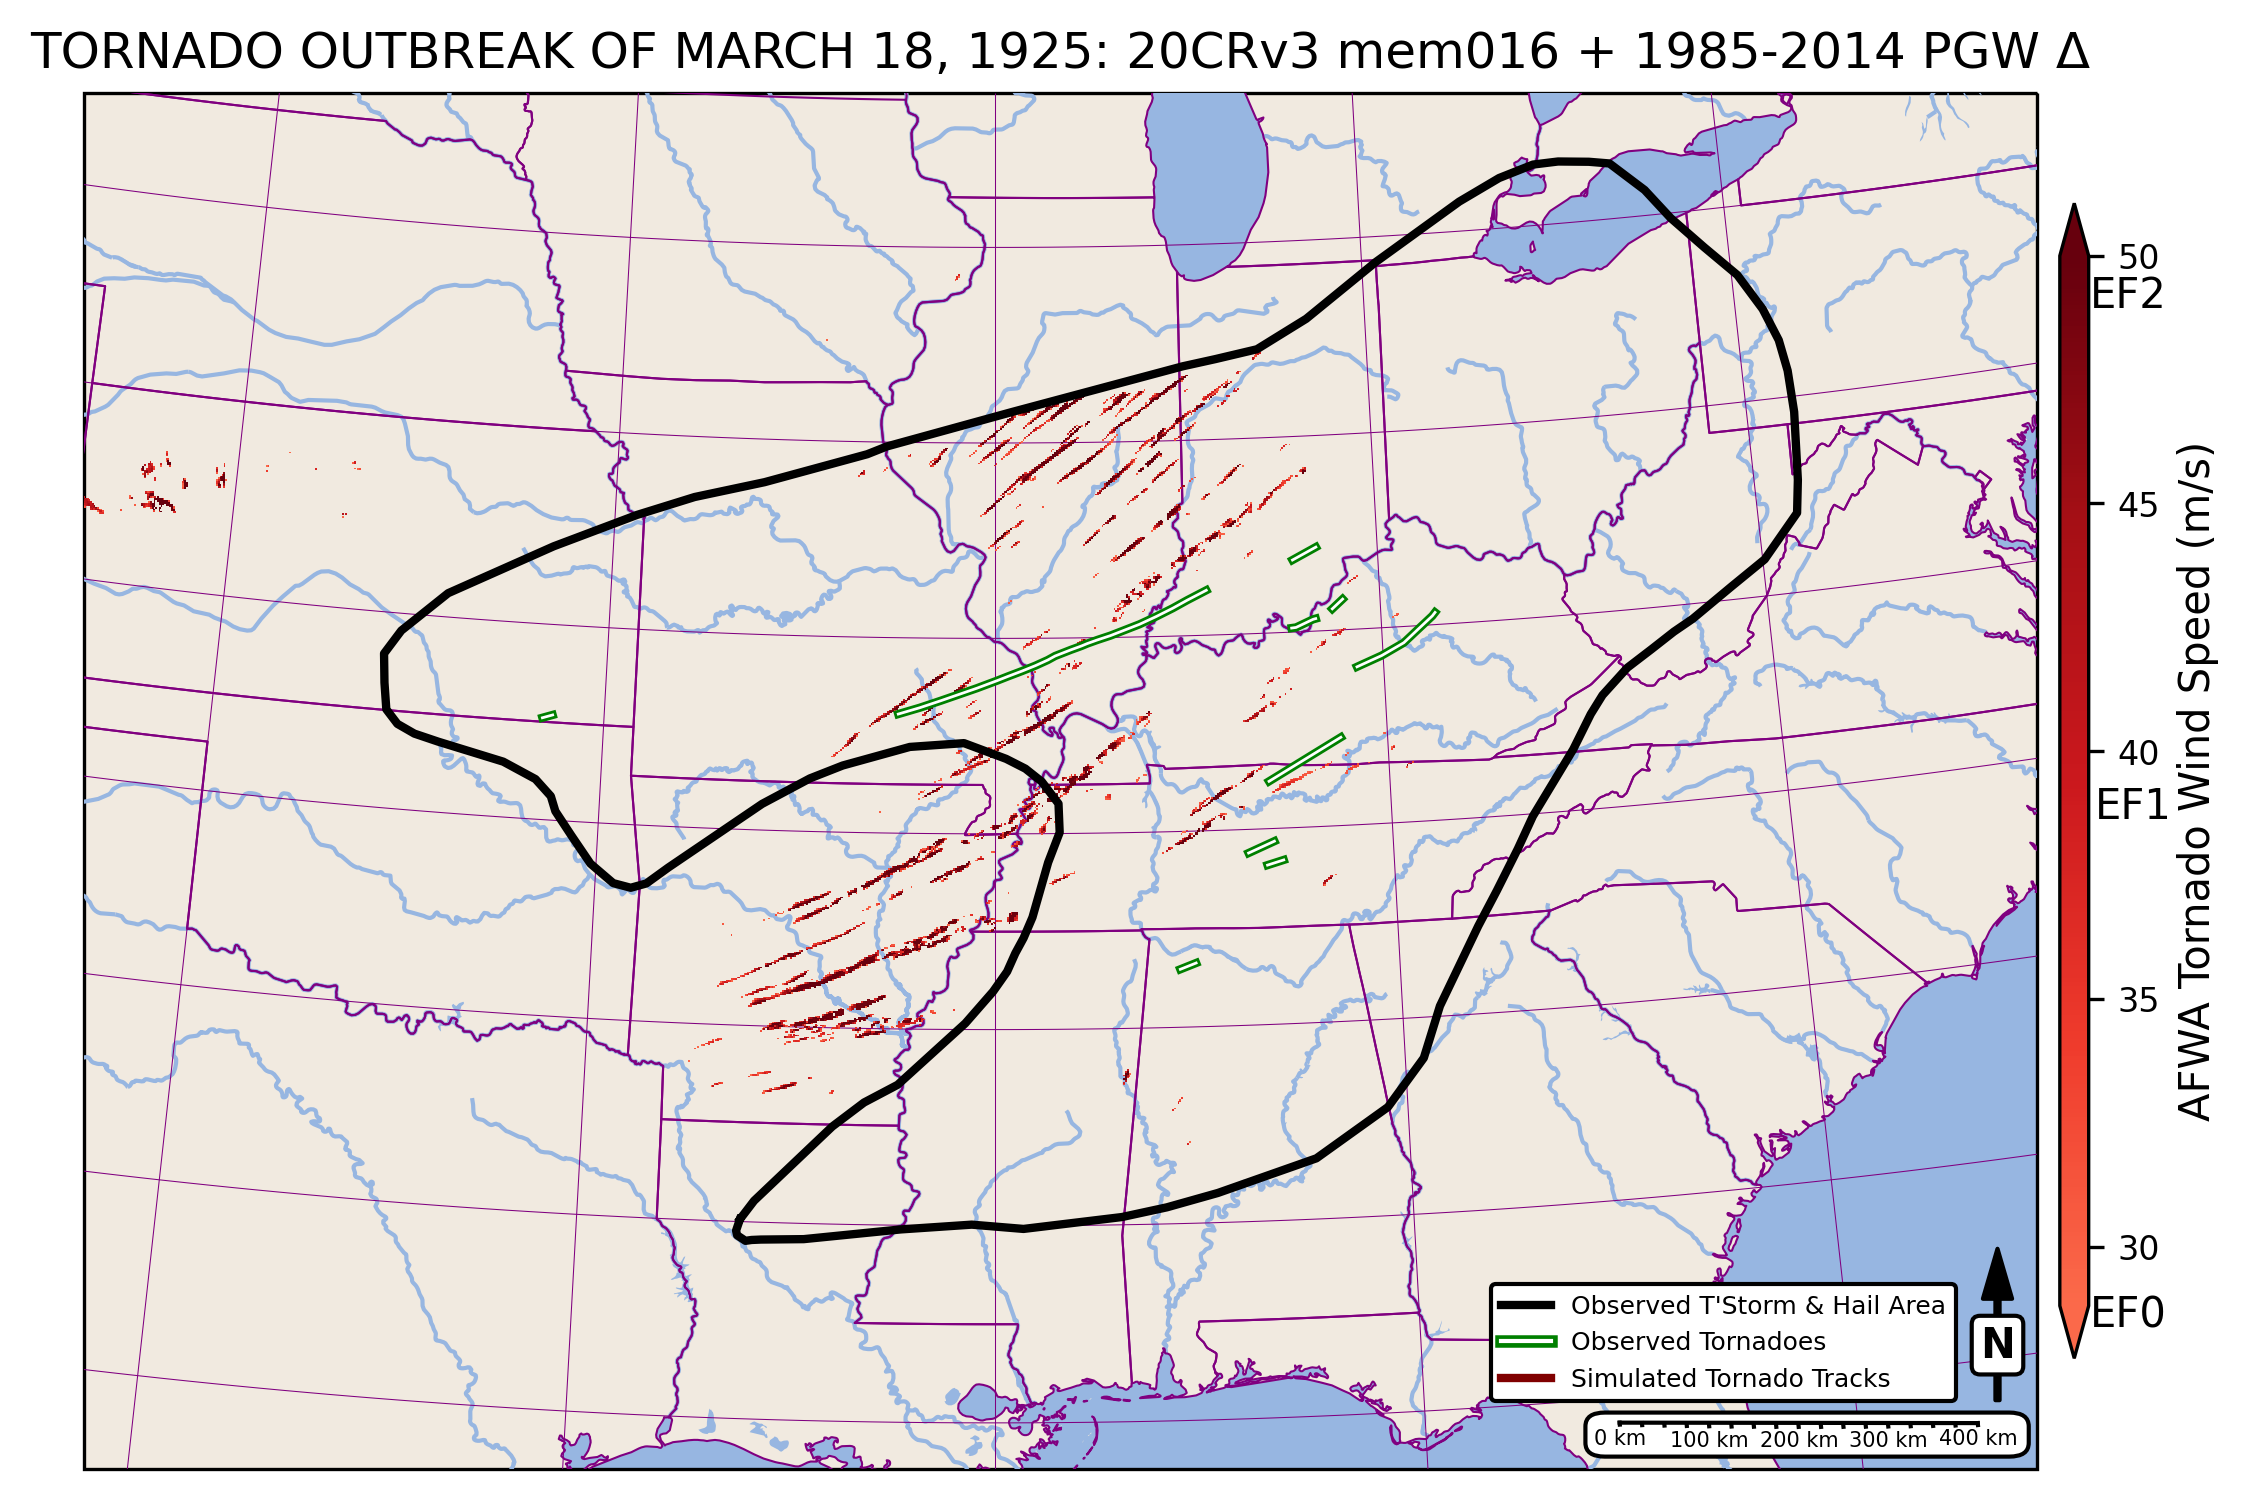 TORNADO OUTBREAK OF MARCH 18, 1925: 20CRv3 mem016 + 1985-2014 PGW Δ
50
EF2
45
40
EF1
35
30
EF0
AFWA Tornado Wind Speed (m/s)
Observed T'Storm & Hail Area
Observed Tornadoes
Simulated Tornado Tracks
N
0 km 100 km 200 km 300 km 400 km